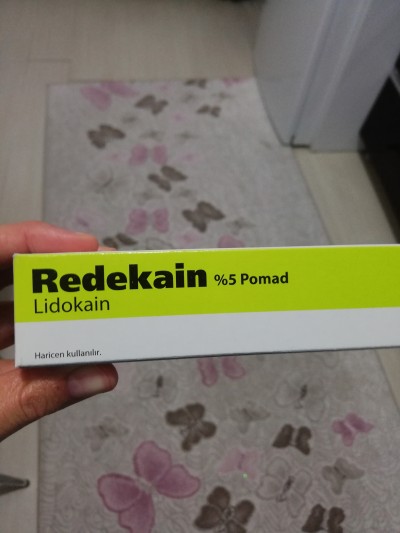 Redekain %5 Pomad
Lidokain
Haricen kullanılır.